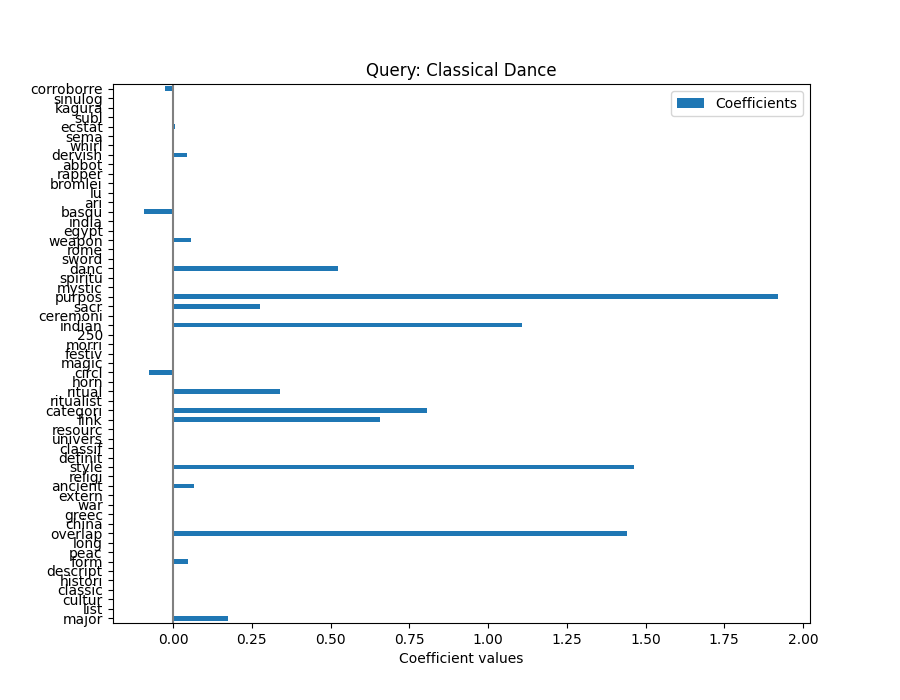 Query: Classical Dance
Coefficients
corroborre
sinulog
kagura
subl
ecstat
sema
whirl
dervish
abbot
rapper
bromlei
lu
ari
basqu
india
egypt
weapon
rome
sword
danc
spiritu
mystic
purpos
sacr
ceremoni
indian
250
morri
festiv
magic
circl
horn
ritual
ritualist
categori
link
resourc
univers
classif
definit
style
religi
ancient
extern
war
greec
china
overlap
long
peac
form
descript
histori
classic
cultur
list
major
0.00 0.25 0.50 0.75 1.00 1.25 1.50 1.75 2.00
Coefficient values